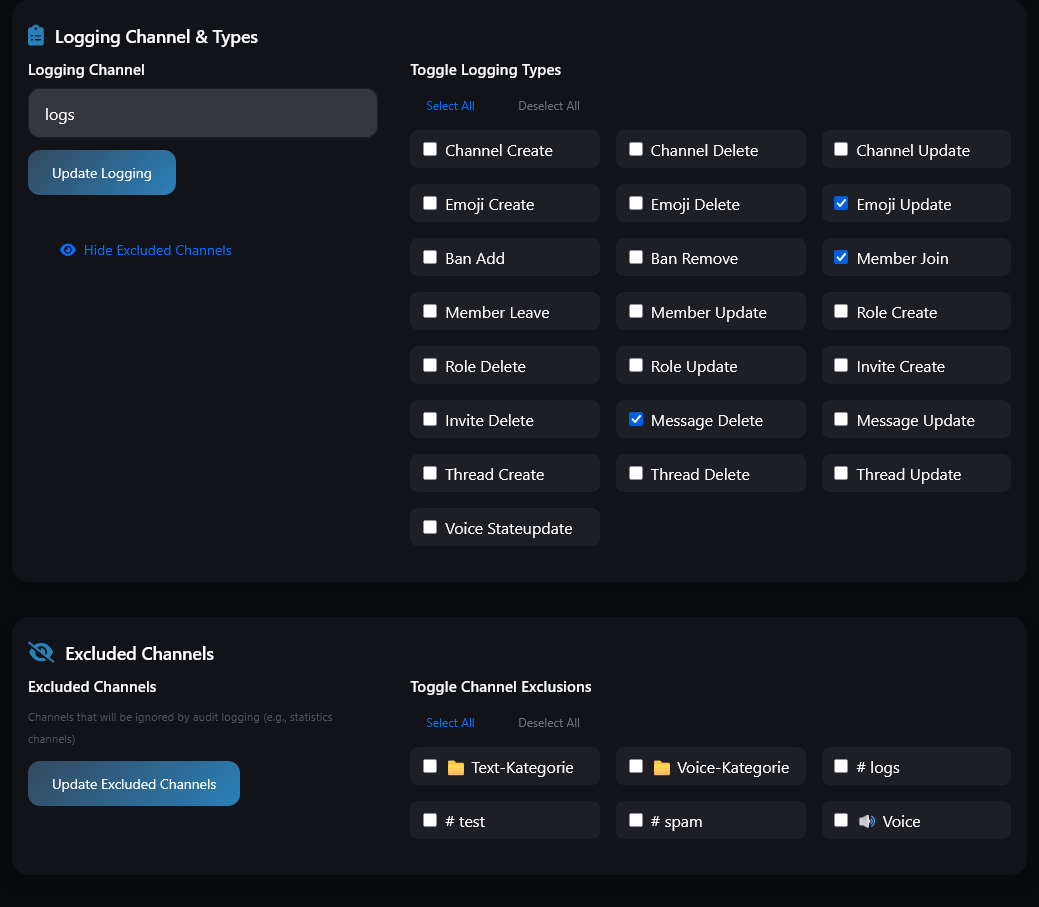 Logging Channel & Types
Logging Channel
logs
Update Logging
Hide Excluded Channels
Toggle Logging Types
Select All Deselect All
Channel Create Channel Delete Channel Update
Emoji Create Emoji Delete Emoji Update
Ban Add Ban Remove Member Join
Member Leave Member Update Role Create
Role Delete Role Update Invite Create
Invite Delete Message Delete Message Update
Thread Create Thread Delete Thread Update
Voice Stateupdate
Excluded Channels
Excluded Channels
Channels that will be ignored by audit logging (e.g., statistics
channels)
Update Excluded Channels
Toggle Channel Exclusions
Select All Deselect All
Text-Kategorie Voice-Kategorie # logs
# test # spam Voice